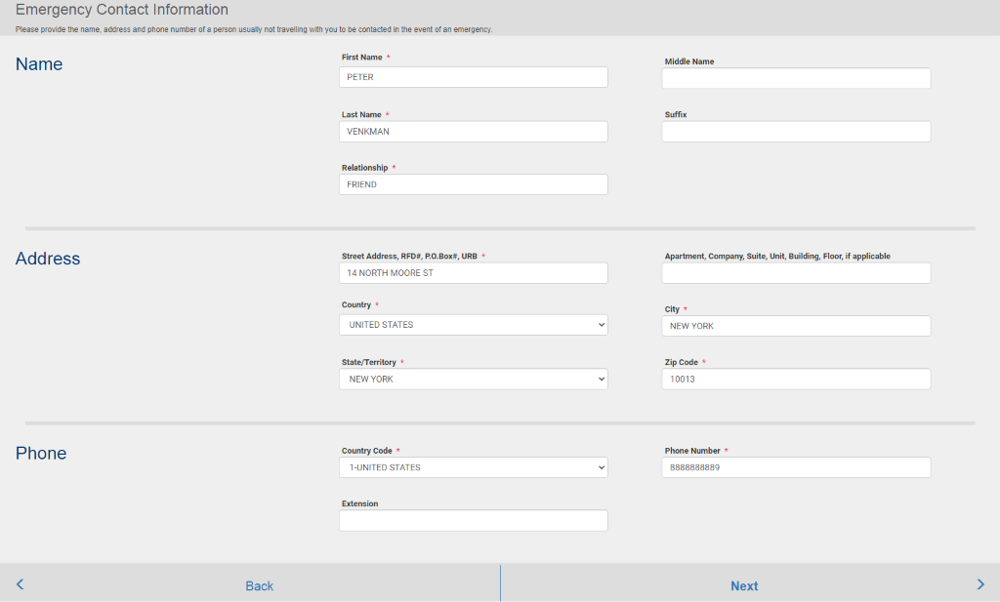 Emergency Contact Information
Please provide the name, address and phone number of a person usually not travelling with you to be contacted in the event of an emergency.
Name
First Name *
PETER
Middle Name
Last Name *
VENKMAN
Suffix
Relationship *
FRIEND
Address
Street Address, RFD#, P.O.Box#, URB *
14 NORTH MOORE ST
Apartment, Company, Suite, Unit, Building, Floor, if applicable
Country *
UNITED STATES
City *
NEW YORK
State/Territory *
NEW YORK
Zip Code *
10013
Phone
Country Code *
1-UNITED STATES
Phone Number *
8888888889
Extension
Back
Next